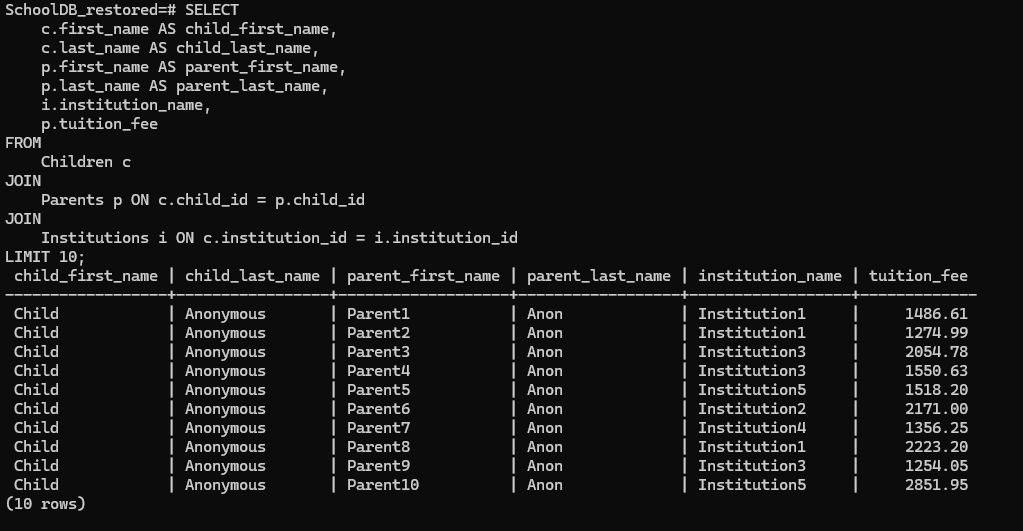 SchoolDB_restored=# SELECT
    c.first_name AS child_first_name,
    c.last_name AS child_last_name,
    p.first_name AS parent_first_name,
    p.last_name AS parent_last_name,
    i.institution_name,
    p.tuition_fee
FROM
    Children c
JOIN
    Parents p ON c.child_id = p.child_id
JOIN
    Institutions i ON c.institution_id = i.institution_id
LIMIT 10;
 child_first_name | child_last_name | parent_first_name | parent_last_name | institution_name | tuition_fee
------------------+-----------------+-------------------+------------------+------------------+-------------
 Child            | Anonymous       | Parent1           | Anon             | Institution1     |     1486.61
 Child            | Anonymous       | Parent2           | Anon             | Institution1     |     1274.99
 Child            | Anonymous       | Parent3           | Anon             | Institution3     |     2054.78
 Child            | Anonymous       | Parent4           | Anon             | Institution3     |     1550.63
 Child            | Anonymous       | Parent5           | Anon             | Institution5     |     1518.20
 Child            | Anonymous       | Parent6           | Anon             | Institution2     |     2171.00
 Child            | Anonymous       | Parent7           | Anon             | Institution4     |     1356.25
 Child            | Anonymous       | Parent8           | Anon             | Institution1     |     2223.20
 Child            | Anonymous       | Parent9           | Anon             | Institution3     |     1254.05
 Child            | Anonymous       | Parent10          | Anon             | Institution5     |     2851.95
(10 rows)